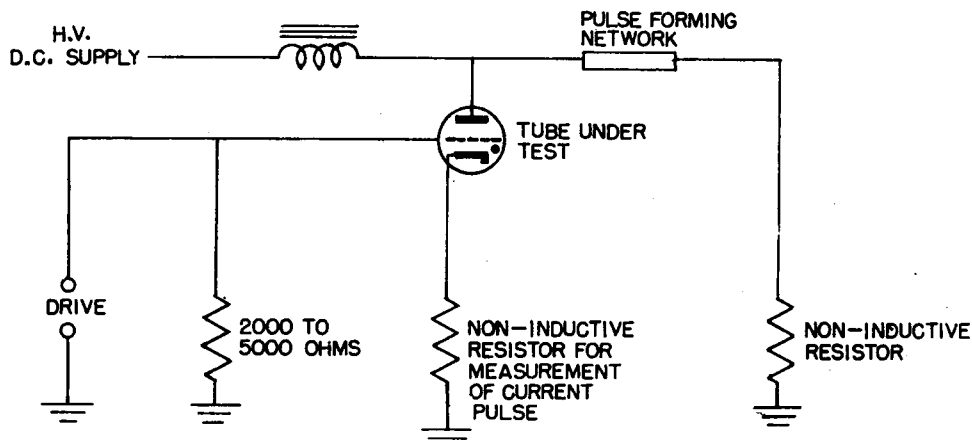 H.V.
D.C. SUPPLY
PULSE FORMING
NETWORK
TUBE UNDER
TEST
DRIVE
2000 TO
5000 OHMS
NON-INDUCTIVE
RESISTOR FOR
MEASUREMENT
OF CURRENT
PULSE
NON-INDUCTIVE
RESISTOR